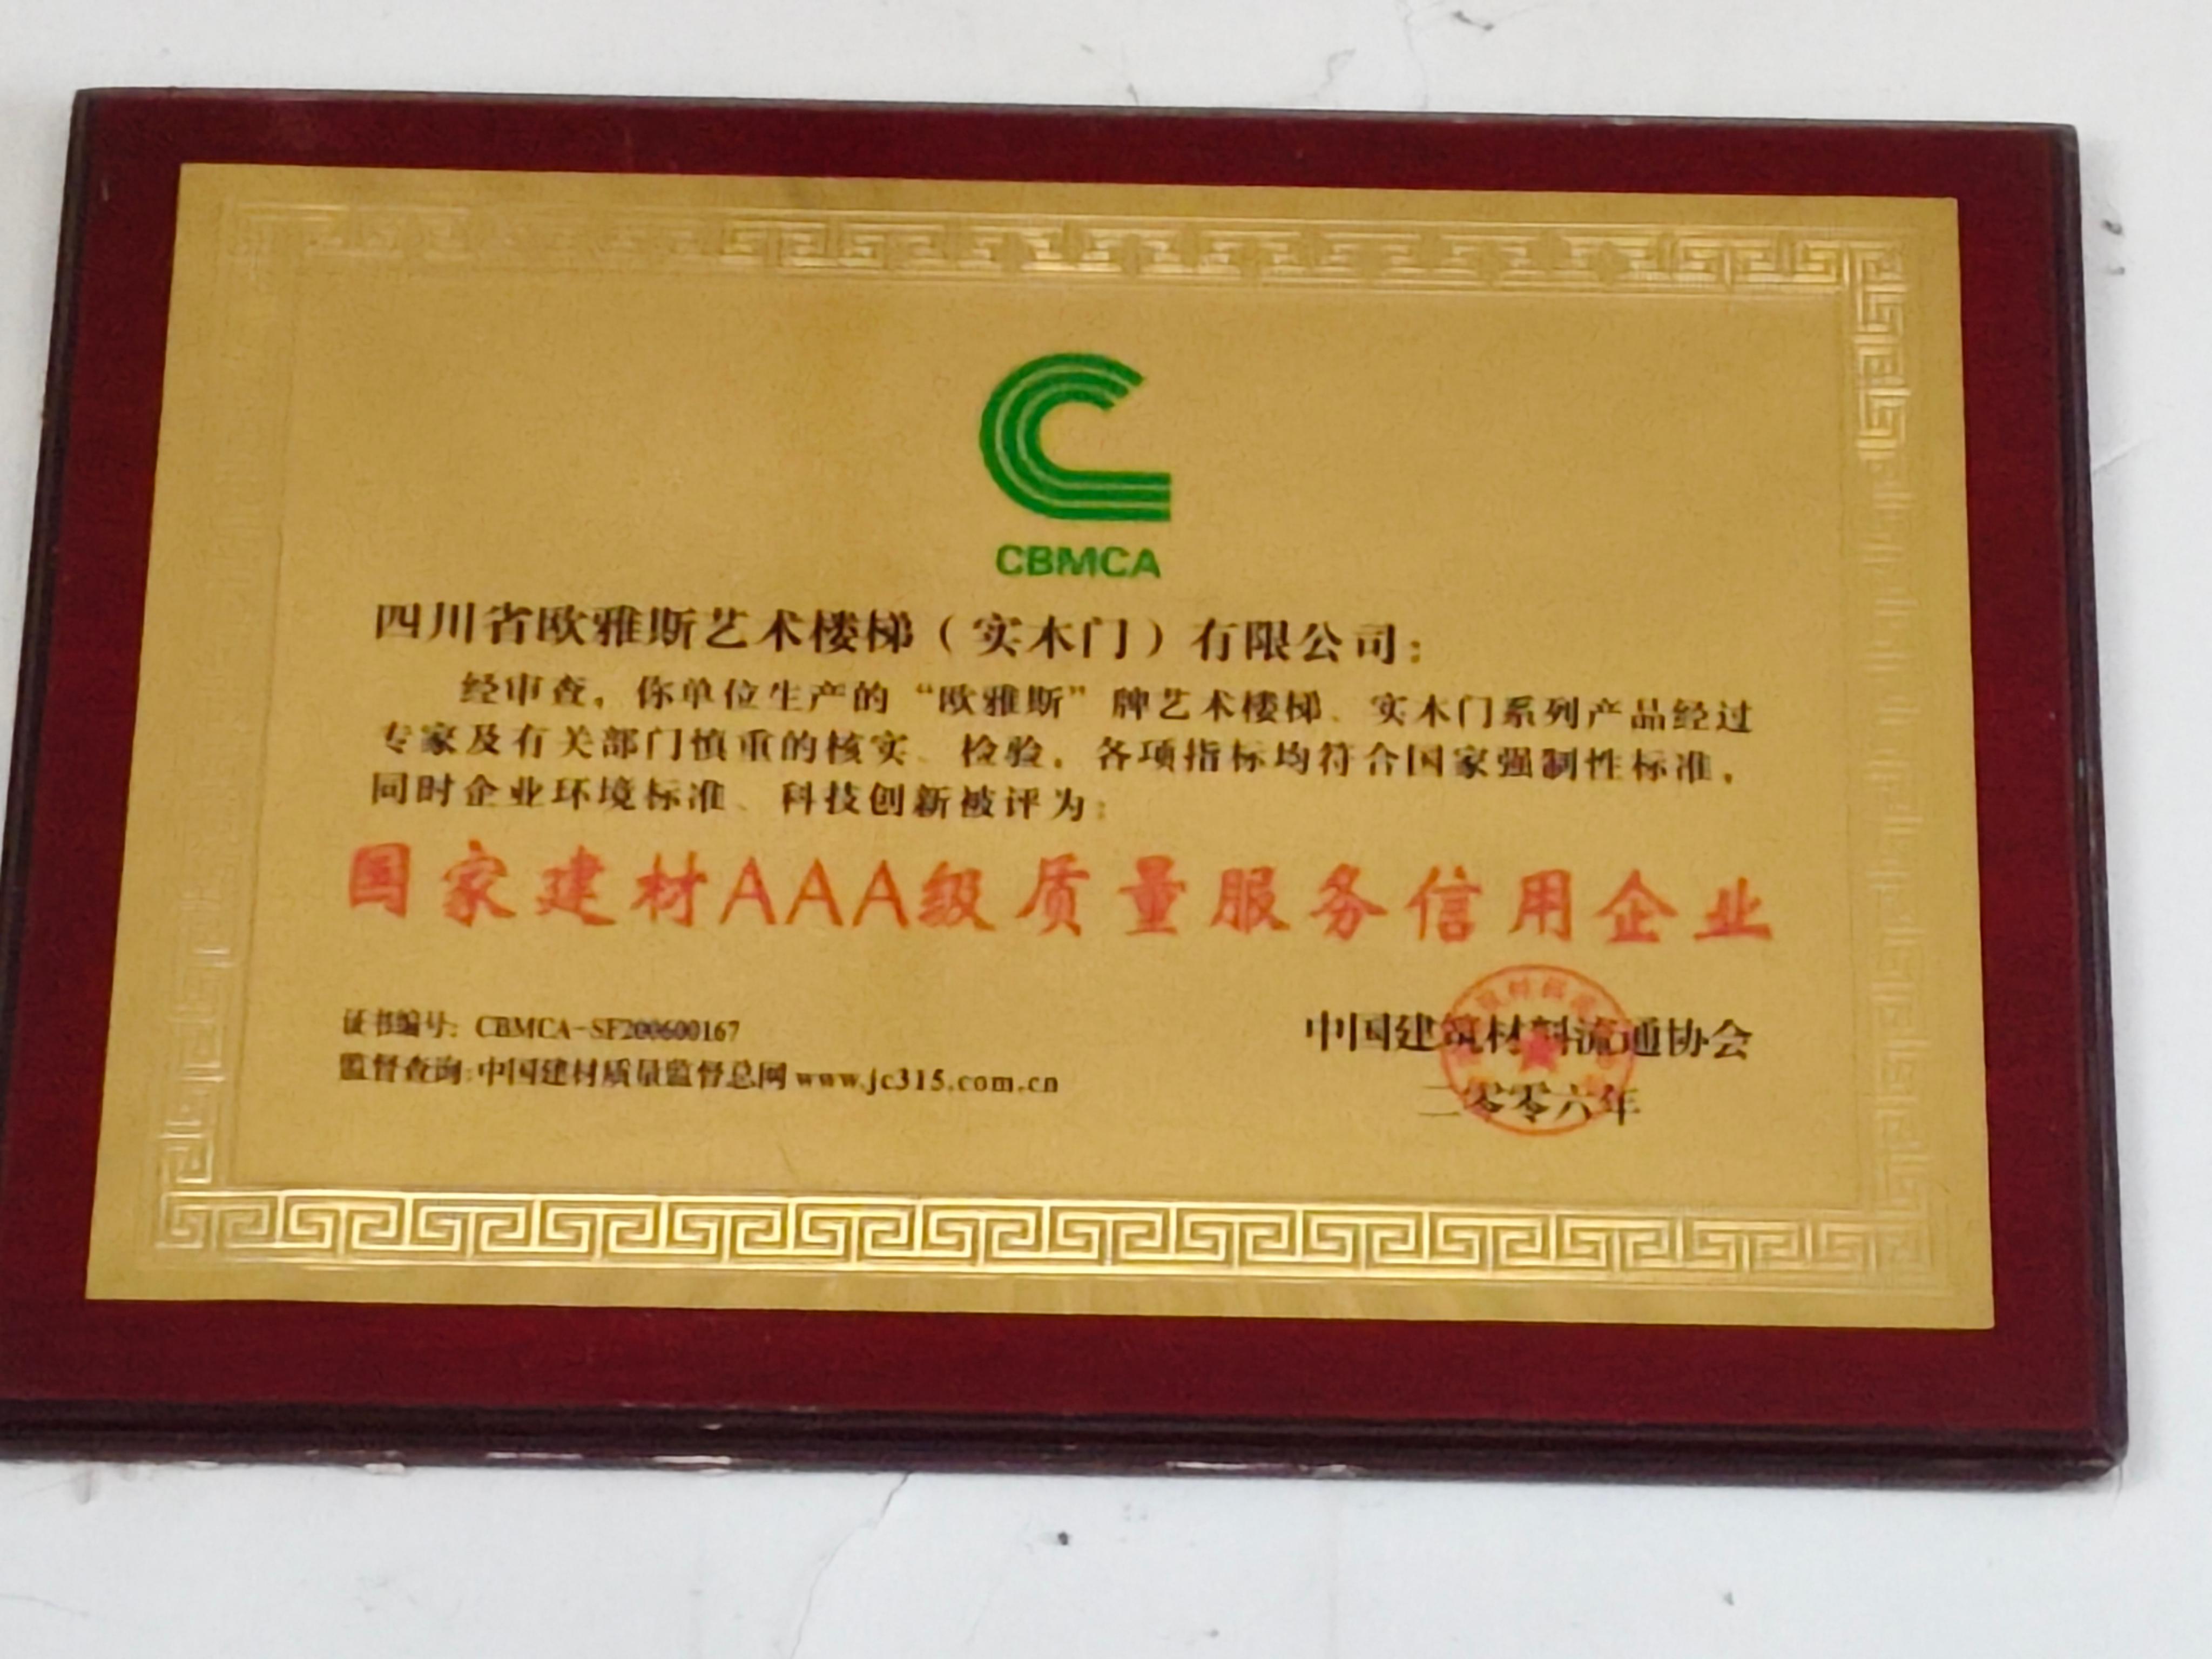 CBMCA
四川省欧雅斯艺术楼梯（实木门）有限公司：
经审查，你单位生产的“欧雅斯”牌艺术楼梯、实木门系列产品经过
专家及有关部门慎重的核实、检验，各项指标均符合国家强制性标准，
同时企业环境标准、科技创新被评为：
国家建材AAA级质量服务信用企业
证书编号：CBMCA-SF200600167
监督查询：中国建材质量监督总网www.jc315.com.cn
中国建筑材料流通协会
二零零六年